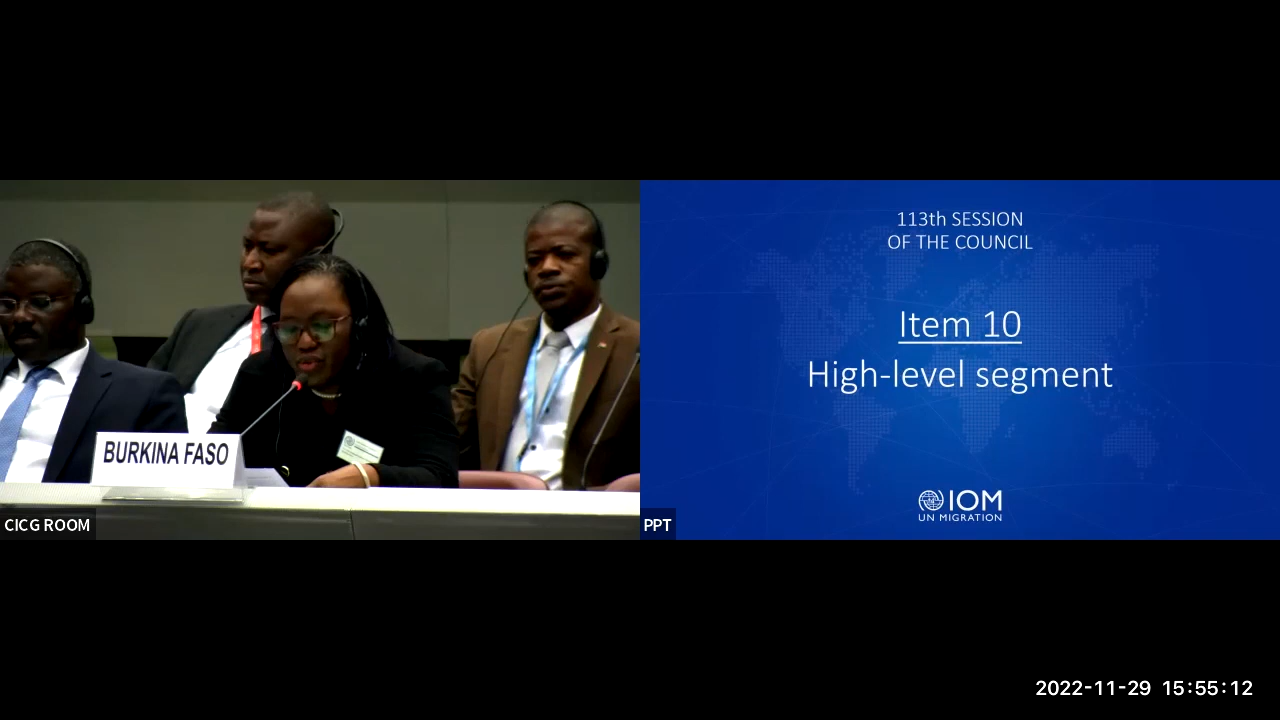 BURKINA FASO
CICG ROOM
113th SESSION
OF THE COUNCIL
Item 10
High-level segment
IOM
UN MIGRATION
PPT
2022-11-29 15:55:12